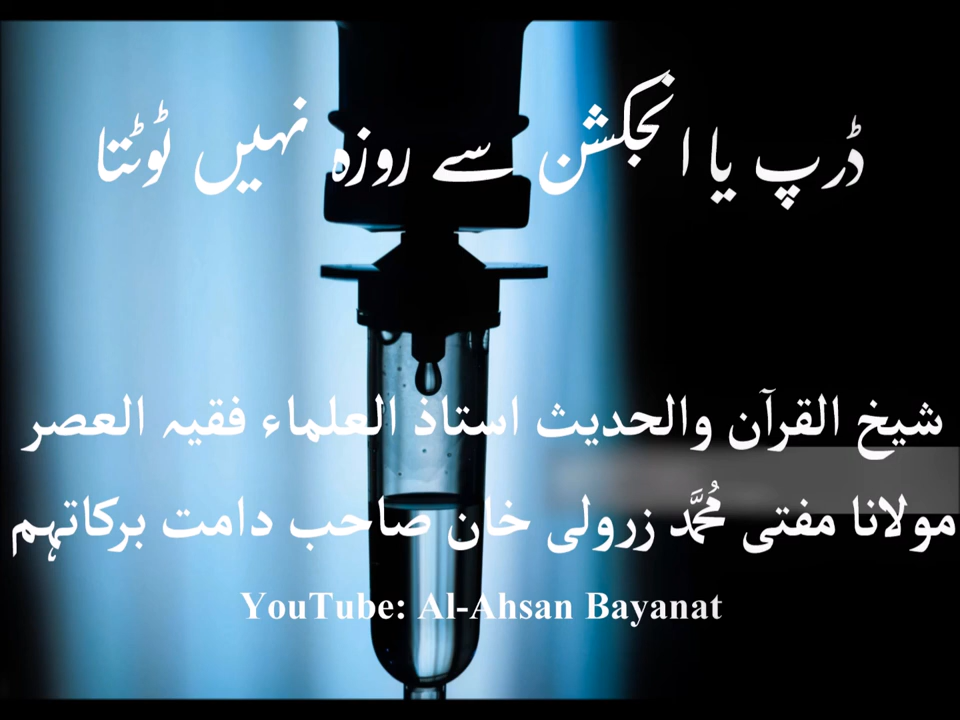 ڈرپ یا انجکشن سے روزہ نہیں ٹوٹتا
شیخ القرآن والحدیث استاذ العلماء فقیہ العصر
مولانا مفتی مُحمَّد زرولی خان صاحب دامت برکاتہم
YouTube: Al-Ahsan Bayanat